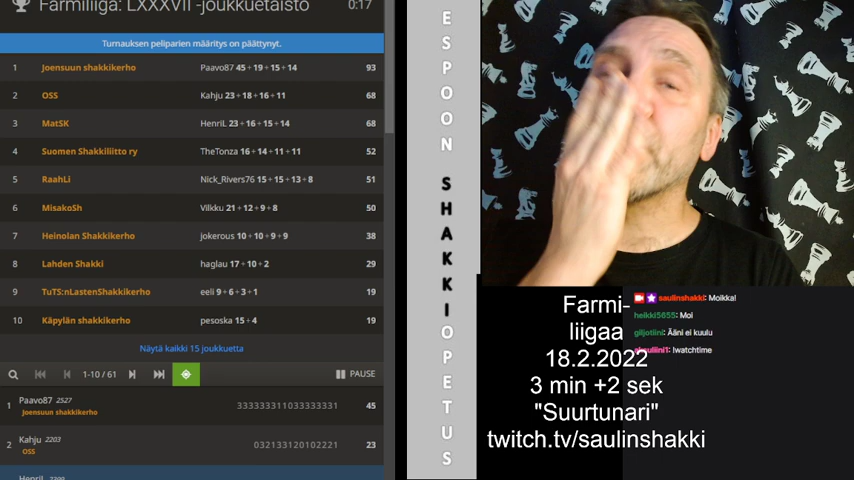 Farmiliiga: LXXXVII -joukkuetaisto 0:17
Turnauksen peliparien määritys on päättynyt.
1 Joensuun shakkikerho Paavo87 45 + 19 + 15 + 14 93
2 OSS Kahju 23 + 18 + 16 + 11 68
3 MatSK HenriL 23 + 16 + 15 + 14 68
4 Suomen Shakkiliitto ry TheTonza 16 + 14 + 11 + 11 52
5 RaahLi Nick_Rivers76 15 + 15 + 13 + 8 51
6 MisakoSh Vilkku 21 + 12 + 9 + 8 50
7 Heinolan Shakkikerho jokerous 10 + 10 + 9 + 9 38
8 Lahden Shakki haglau 17 + 10 + 2 29
9 TuTS:nLastenShakkikerho eeli 9 + 6 + 3 + 1 19
10 Käpylän shakkikerho pesoska 15 + 4 19
Näytä kaikki 15 joukkuetta
1-10 / 61 PAUSE
1 Paavo87 2527 333333311033333331 45
Joensuun shakkikerho
2 Kahju 2203 032133120102221 23
OSS
ESPOON SHAKKIOPETUS
Farmi-
liigaa
18.2.2022
3 min +2 sek
"Suurtunari"
twitch.tv/saulinshakki
saulinshakki: Moikka!
heikki5655: Moi
giljotiini: Ääni ei kuulu
!watchtime